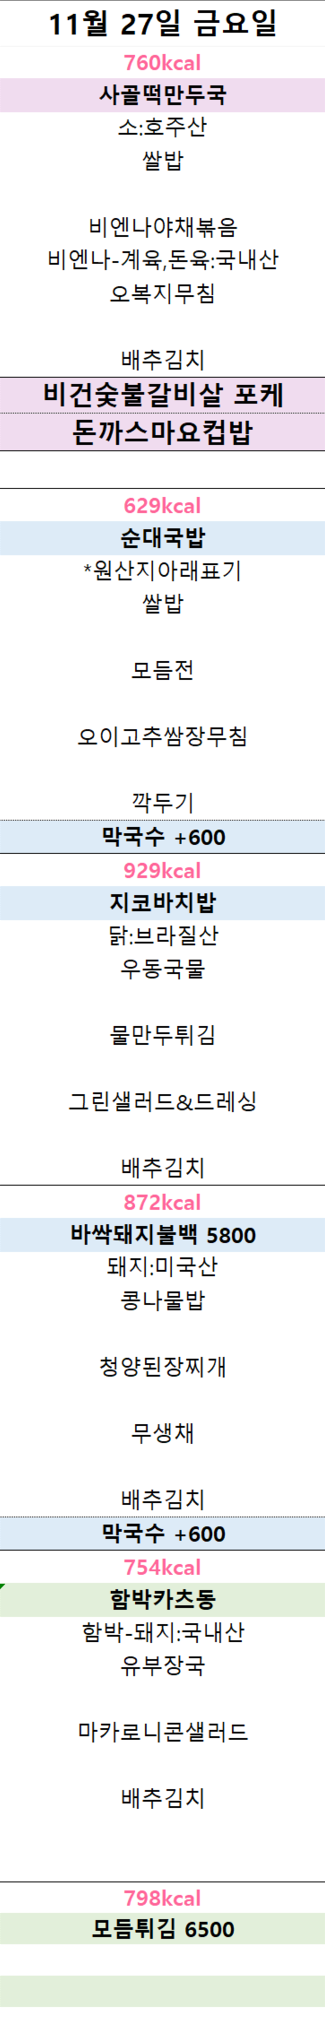 11월 27일 금요일
760kcal
사골떡만두국
소:호주산
쌀밥
비엔나야채볶음
비엔나-계육,돈육:국내산
오복지무침
배추김치
비건숯불갈비살 포케
돈까스마요컵밥
629kcal
순대국밥
*원산지아래표기
쌀밥
모듬전
오이고추쌈장무침
깍두기
막국수 +600
929kcal
지코바치밥
닭:브라질산
우동국물
물만두튀김
그린샐러드&드레싱
배추김치
872kcal
바싹돼지불백 5800
돼지:미국산
콩나물밥
청양된장찌개
무생채
배추김치
막국수 +600
754kcal
함박카츠동
함박-돼지:국내산
유부장국
마카로니콘샐러드
배추김치
798kcal
모듬튀김 6500